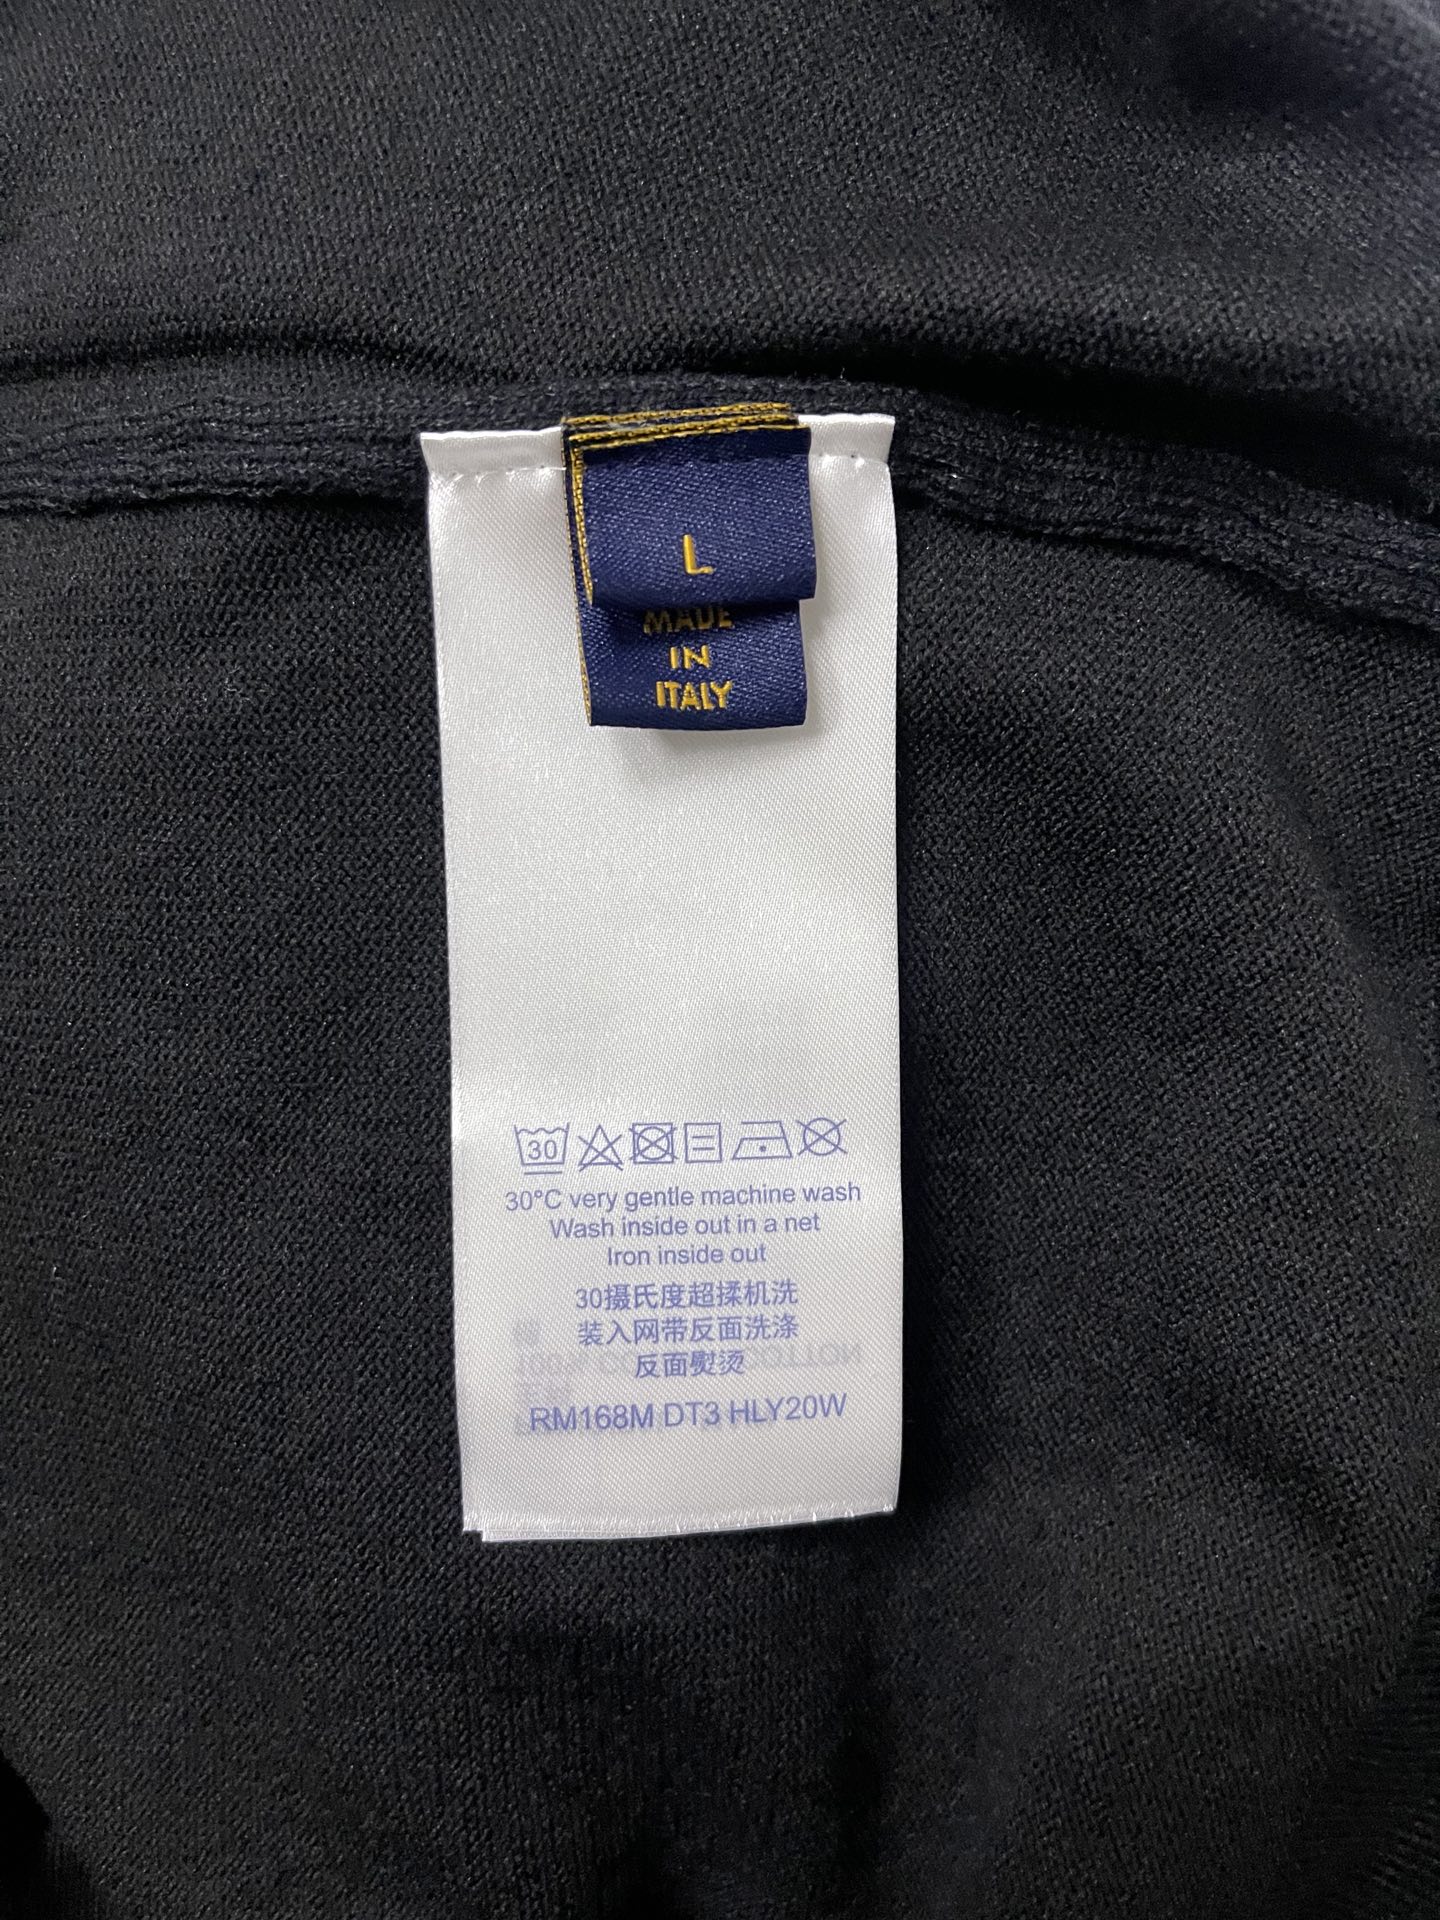 L
MADE
IN
ITALY
30
30°C very gentle machine wash
Wash inside out in a net
Iron inside out
30摄氏度超揉机洗
装入网带反面洗涤
反面熨烫
RM168M DT3 HLY20W